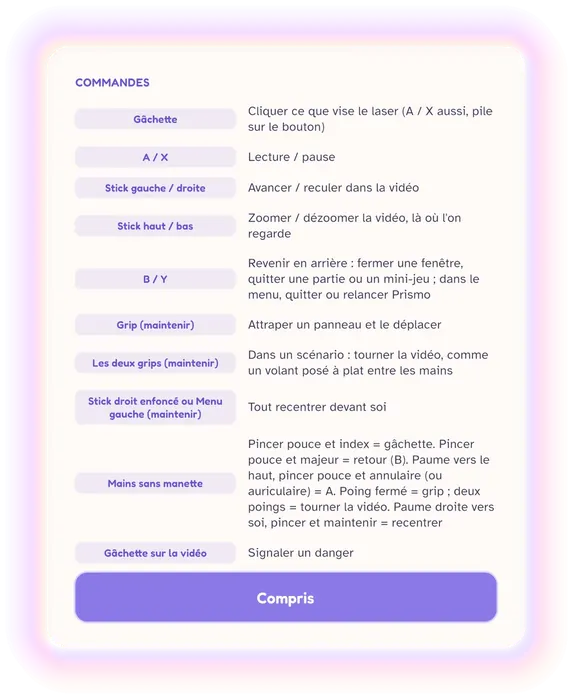 COMMANDES
Gâchette
Cliquer ce que vise le laser (A / X aussi, pile
sur le bouton)
A / X
Lecture / pause
Stick gauche / droite
Avancer / reculer dans la vidéo
Stick haut / bas
Zoomer / dézoomer la vidéo, là où l'on
regarde
B / Y
Revenir en arrière : fermer une fenêtre,
quitter une partie ou un mini-jeu ; dans le
menu, quitter ou relancer Prismo
Grip (maintenir)
Attraper un panneau et le déplacer
Les deux grips (maintenir)
Dans un scénario : tourner la vidéo, comme
un volant posé à plat entre les mains
Stick droit enfoncé ou Menu
gauche (maintenir)
Tout recentrer devant soi
Mains sans manette
Pincer pouce et index = gâchette. Pincer
pouce et majeur = retour (B). Paume vers le
haut, pincer pouce et annulaire (ou
auriculaire) = A. Poing fermé = grip ; deux
poings = tourner la vidéo. Paume droite vers
soi, pincer et maintenir = recentrer
Gâchette sur la vidéo
Signaler un danger
Compris